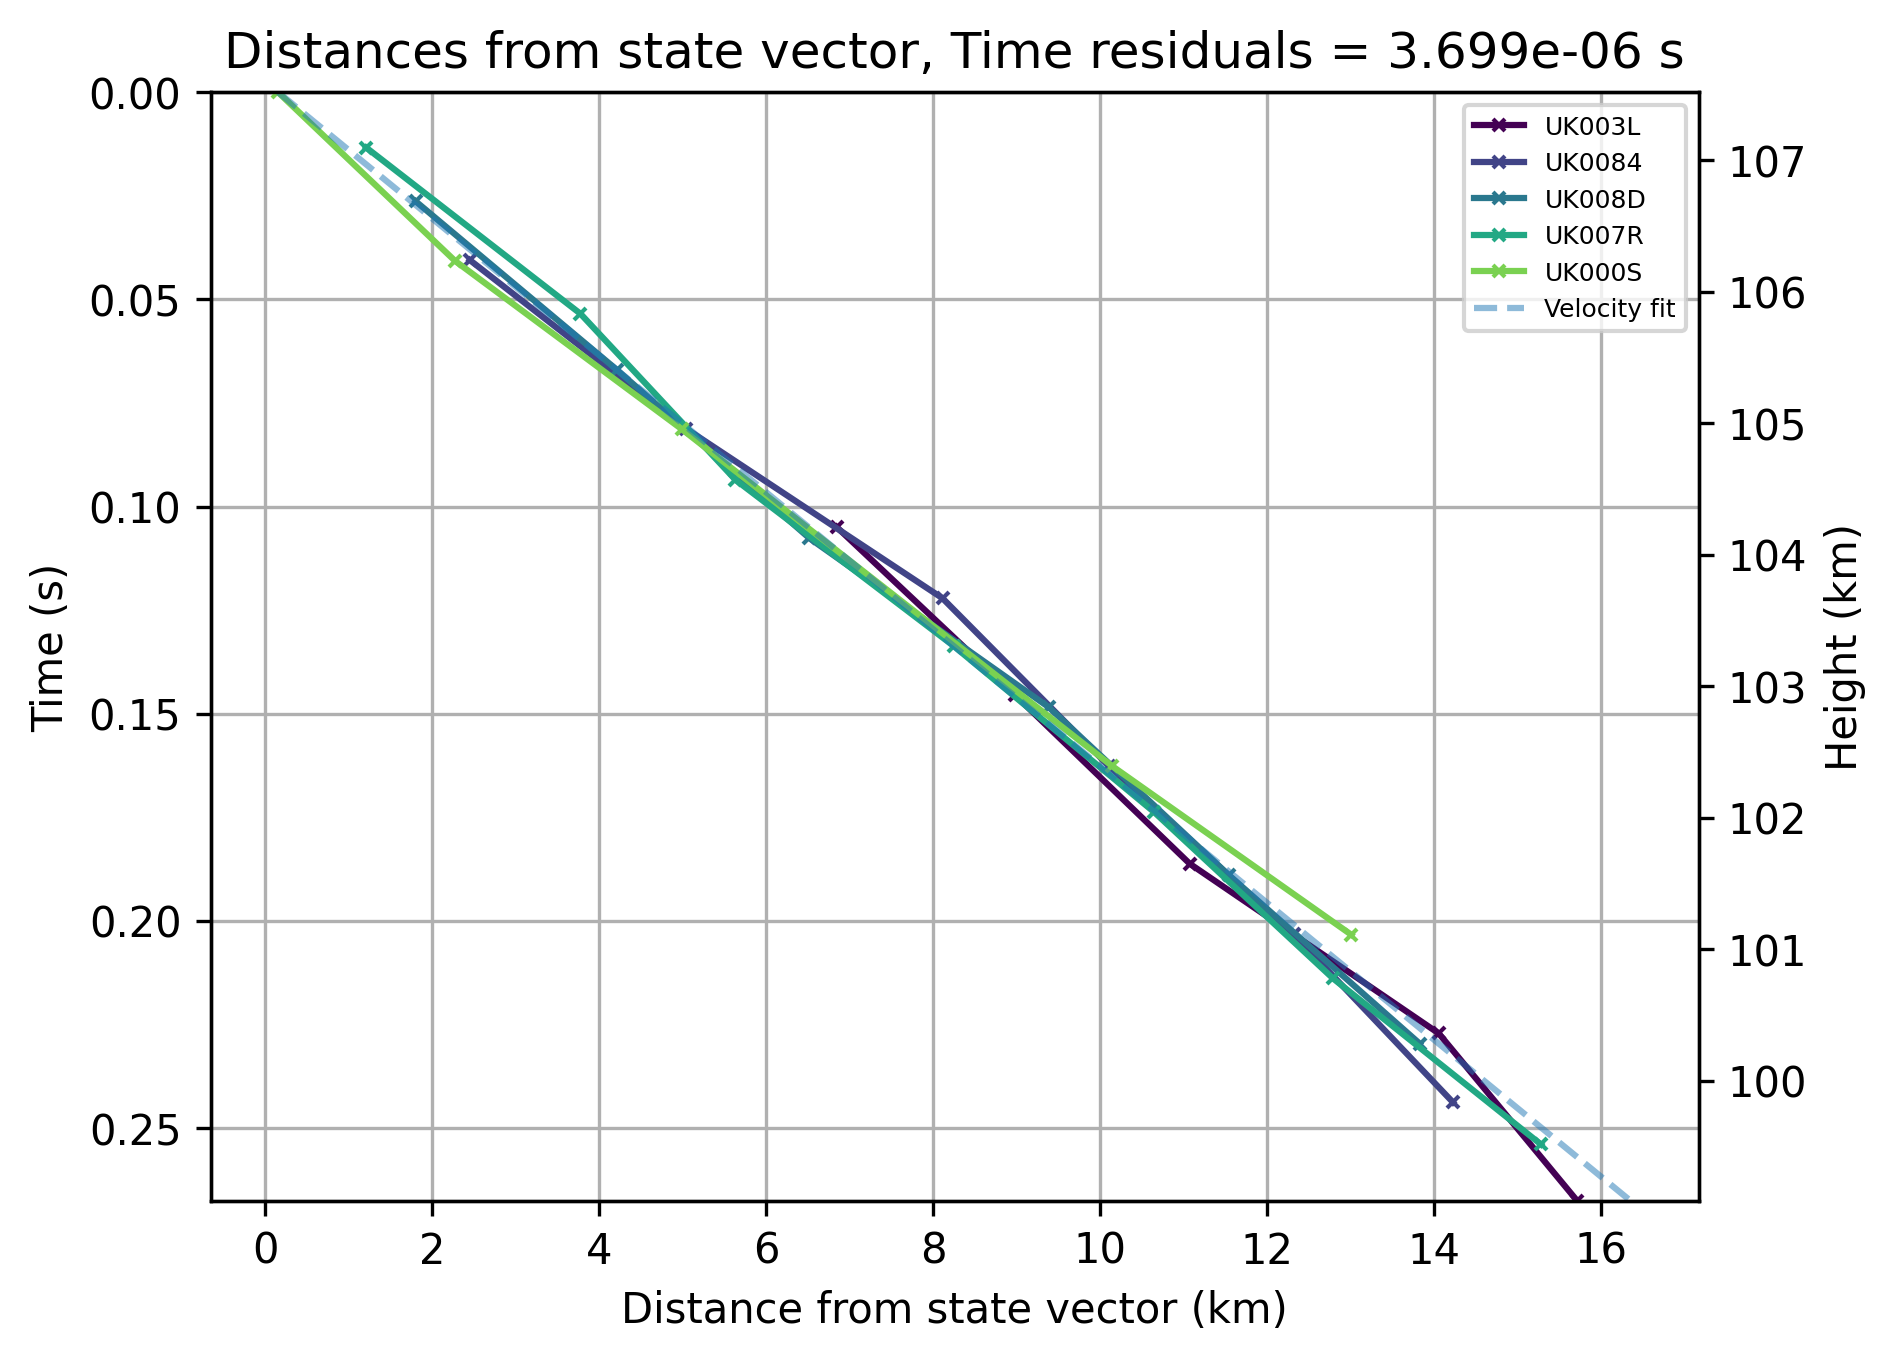 Distances from state vector, Time residuals = 3.699e-06 s
0.00
0.05
0.10
0.15
0.20
0.25
Time (s)
UK003L
UK0084
UK008D
UK007R
UK000S
Velocity fit
107
106
105
104
103
102
101
100
Height (km)
0 2 4 6 8 10 12 14 16
Distance from state vector (km)